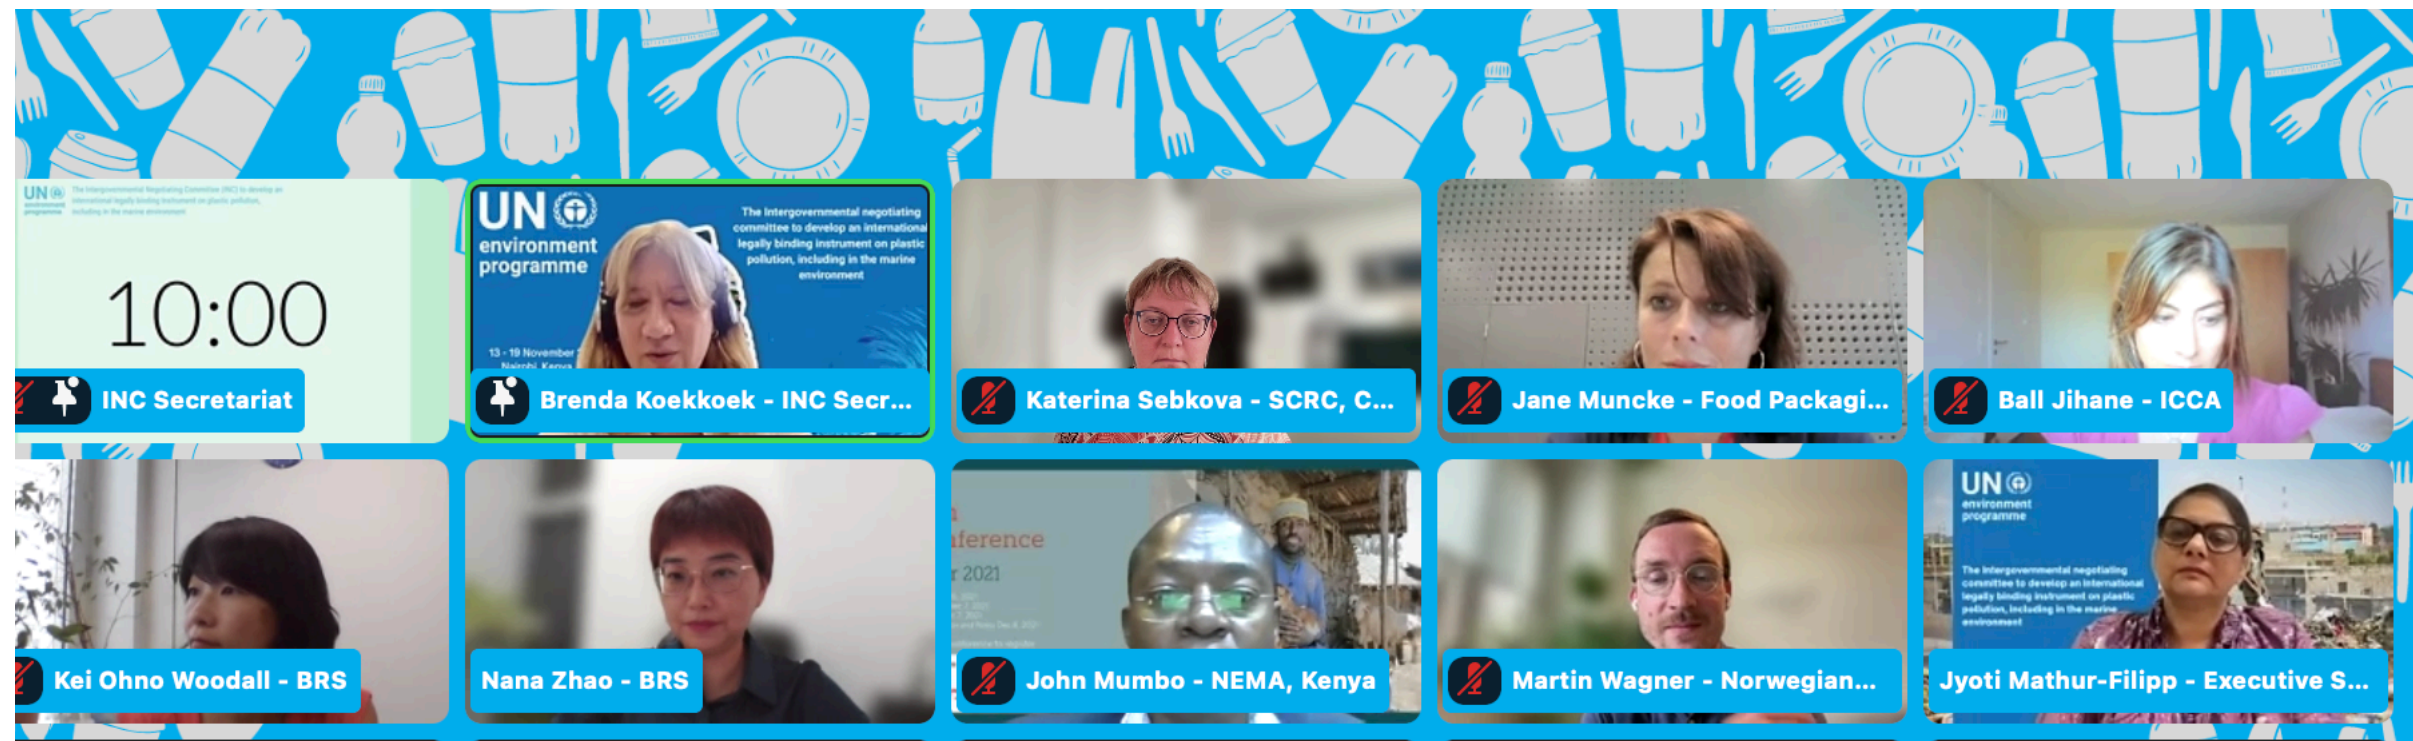 UN
environment
programme
The Intergovernmental Negotiating Committee (INC) to develop an
international legally binding instrument on plastic pollution,
including in the marine environment
10:00
INC Secretariat
UN
environment
programme
The Intergovernmental negotiating
committee to develop an international
legally binding instrument on plastic
pollution, including in the marine
environment
13 - 19 November
Nairobi, Kenya
Brenda Koekkoek - INC Secr...
Katerina Sebkova - SCRC, C...
Jane Muncke - Food Packagi...
Ball Jihane - ICCA
Kei Ohno Woodall - BRS
Nana Zhao - BRS
ference
r 2021
John Mumbo - NEMA, Kenya
Martin Wagner - Norwegian...
UN
environment
programme
The Intergovernmental negotiating
committee to develop an international
legally binding instrument on plastic
pollution, including in the marine
environment
Jyoti Mathur-Filipp - Executive S...